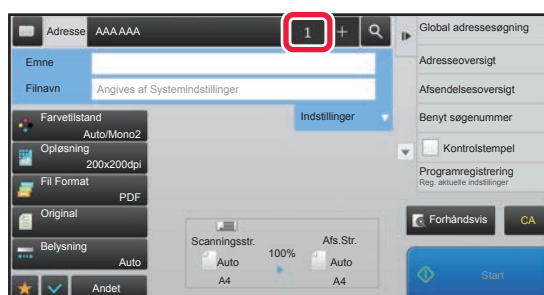 Adresse AAA AAA 1 +
Emne
Filnavn Angives af Systemindstillinger
Indstillinger
Farvetilstand
Auto/Mono2
Opløsning
200x200dpi
Fil Format
PDF
Original
Belysning
Auto
Andet
Scanningsstr.
Auto
A4
100%
Afs.Str.
Auto
A4
Global adressesøgning
Adresseoversigt
Afsendelsesoversigt
Benyt søgenummer
Kontrolstempel
Programregistrering
Reg. aktuelle indstillinger
Forhåndsvis
CA
Start